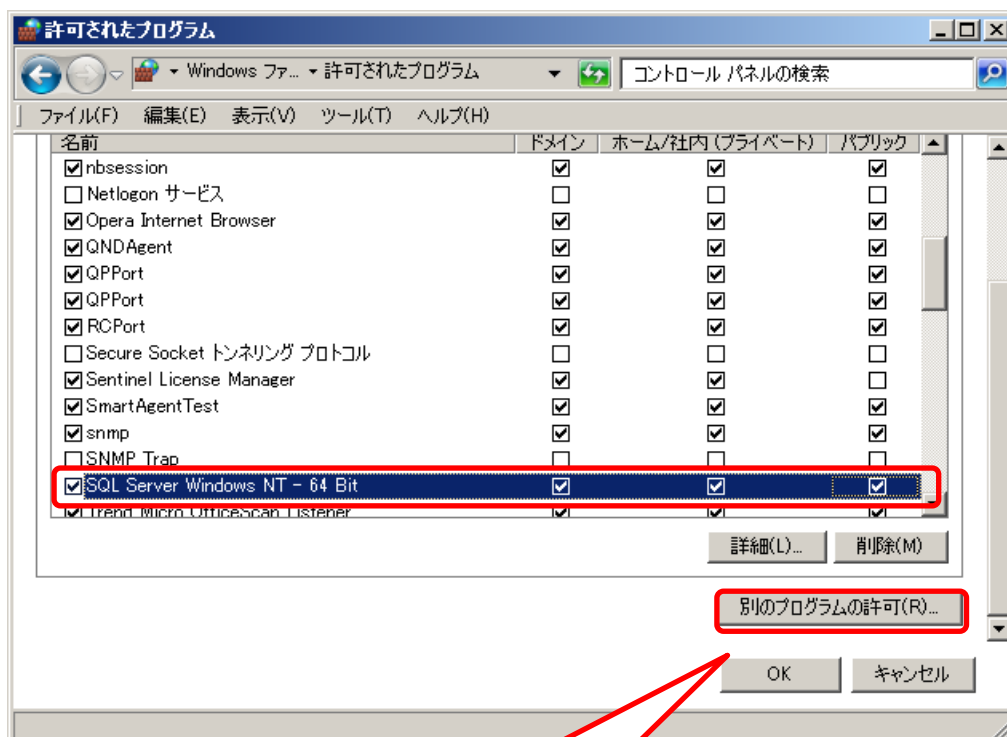 許可されたプログラム
Windows ファ... 許可されたプログラム コントロール パネルの検索
ファイル(F) 編集(E) 表示(V) ツール(T) ヘルプ(H)
名前 ドメイン ホーム/社内 (プライベート) パブリック
nbsession
Netlogon サービス
Opera Internet Browser
QNDAgent
QPPort
QPPort
RCPort
Secure Socket トンネリング プロトコル
Sentinel License Manager
SmartAgentTest
snmp
SNMP Trap
SQL Server Windows NT - 64 Bit
Trend Micro OfficeScan Listener
詳細(L)... 削除(M)
別のプログラムの許可(R)...
OK キャンセル